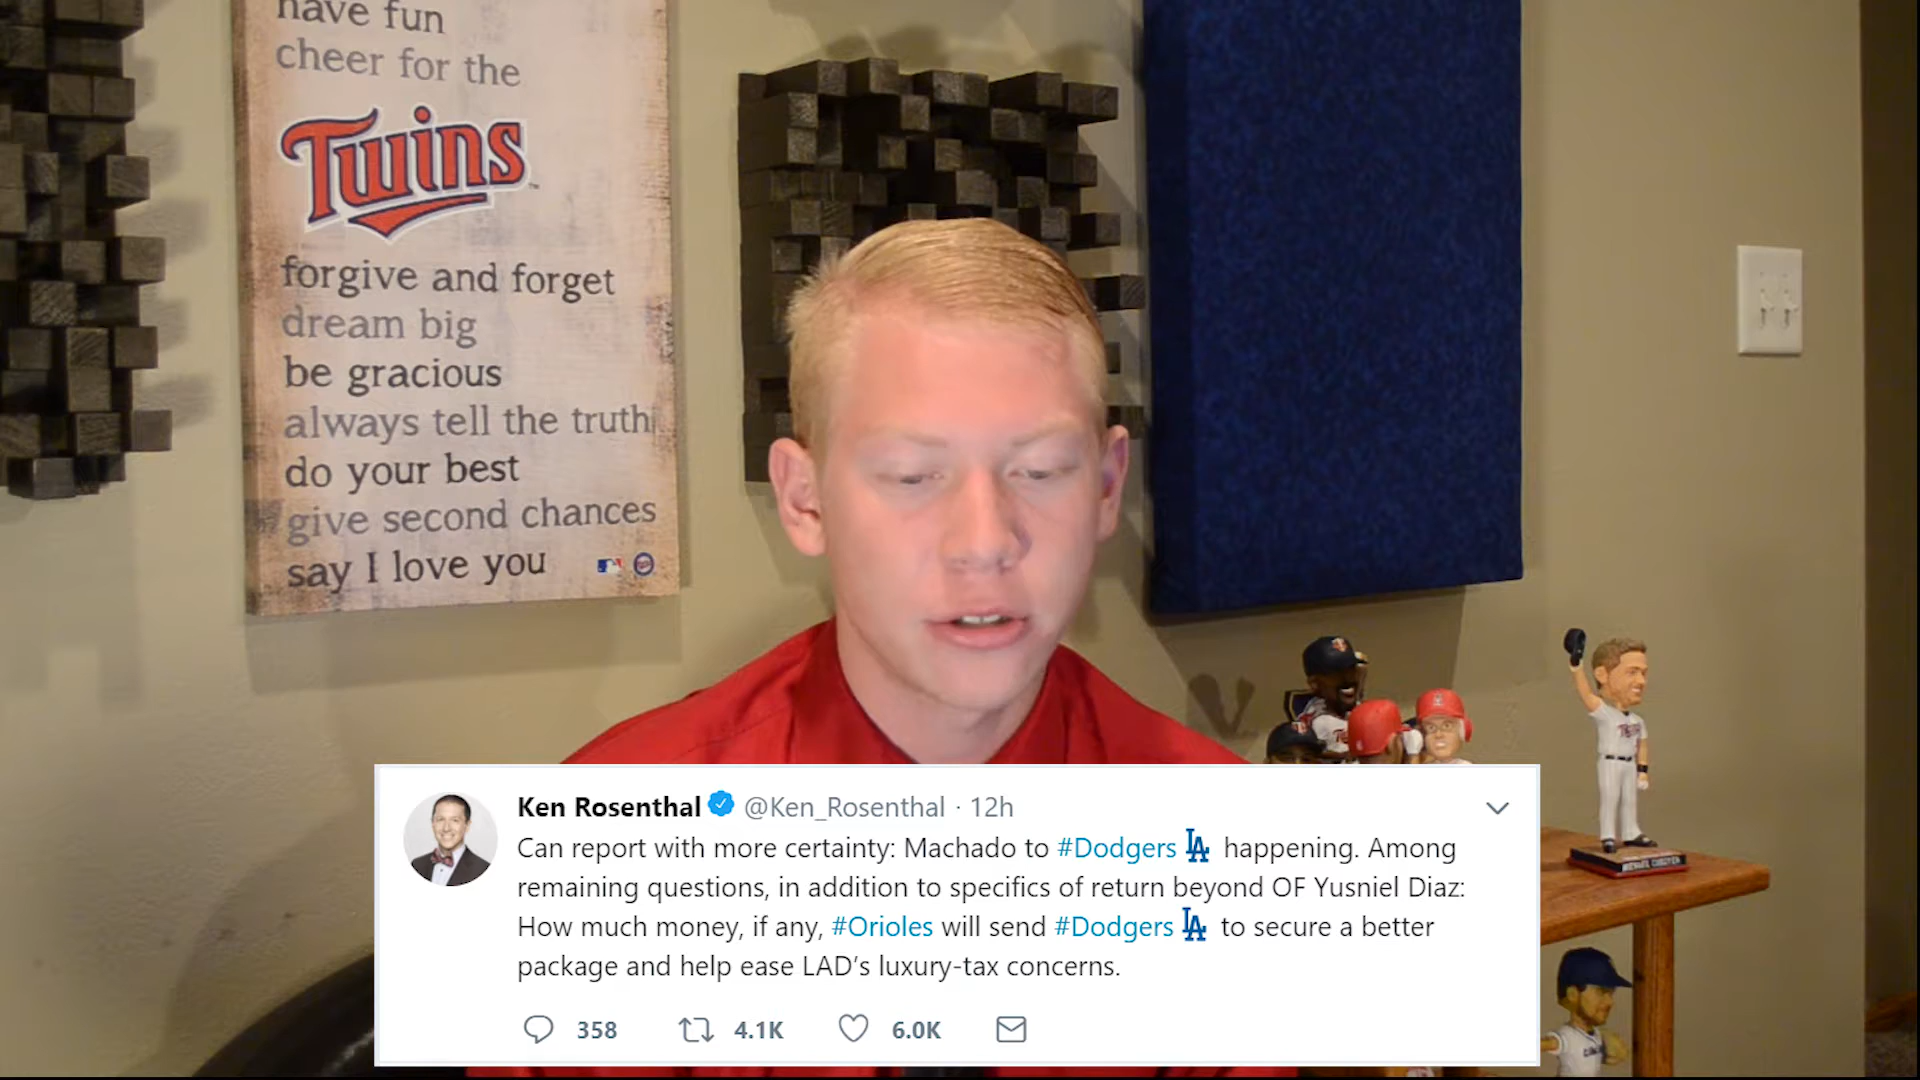 have fun
cheer for the
Twins
forgive and forget
dream big
be gracious
always tell the truth
do your best
give second chances
say I love you
Ken Rosenthal @Ken_Rosenthal · 12h
Can report with more certainty: Machado to #Dodgers LA happening. Among
remaining questions, in addition to specifics of return beyond OF Yusniel Diaz:
How much money, if any, #Orioles will send #Dodgers LA to secure a better
package and help ease LAD’s luxury-tax concerns.
358 4.1K 6.0K